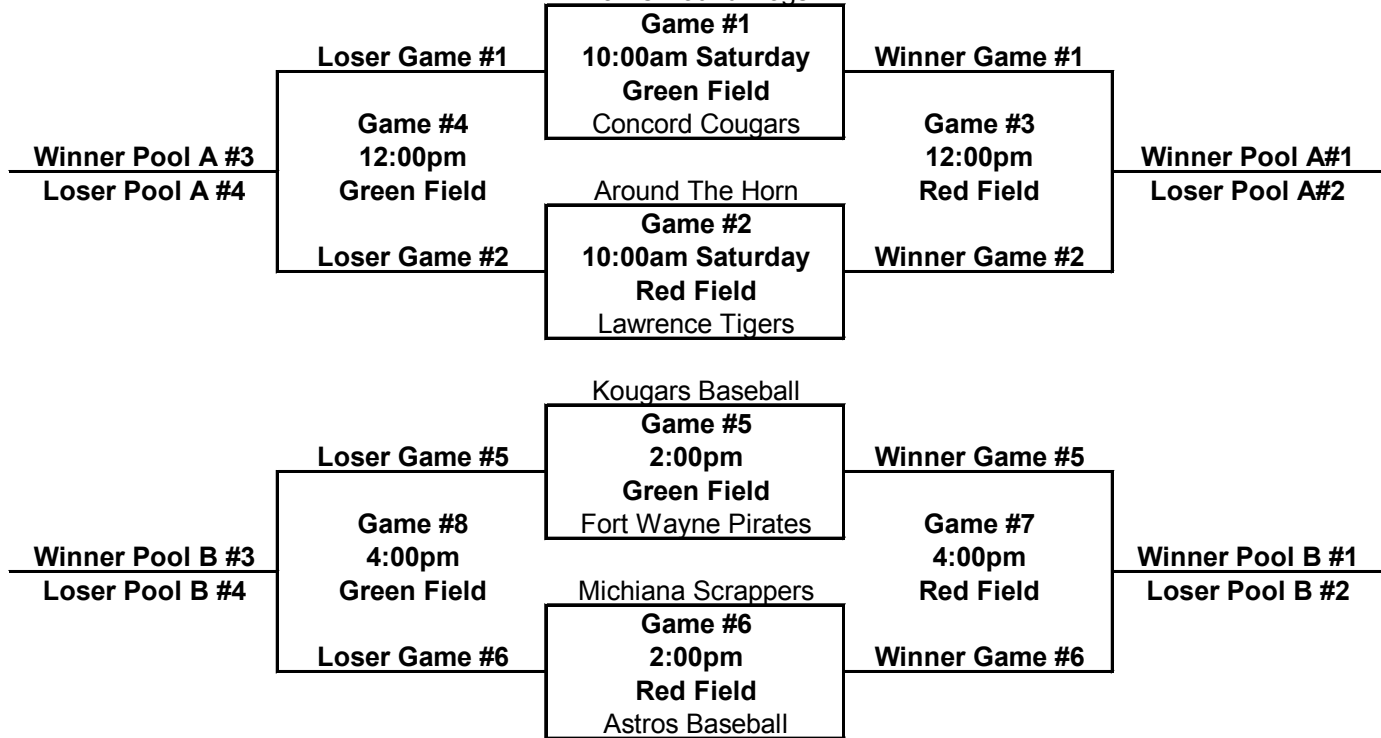 Game #1
Loser Game #1 10:00am Saturday Winner Game #1
Green Field
Game #4 Concord Cougars Game #3
Winner Pool A #3 12:00pm 12:00pm Winner Pool A#1
Loser Pool A #4 Green Field Around The Horn Red Field Loser Pool A#2
Game #2
Loser Game #2 10:00am Saturday Winner Game #2
Red Field
Lawrence Tigers
Kougars Baseball
Game #5
Loser Game #5 2:00pm Winner Game #5
Green Field
Game #8 Fort Wayne Pirates Game #7
Winner Pool B #3 4:00pm 4:00pm Winner Pool B #1
Loser Pool B #4 Green Field Michiana Scrappers Red Field Loser Pool B #2
Game #6
Loser Game #6 2:00pm Winner Game #6
Red Field
Astros Baseball